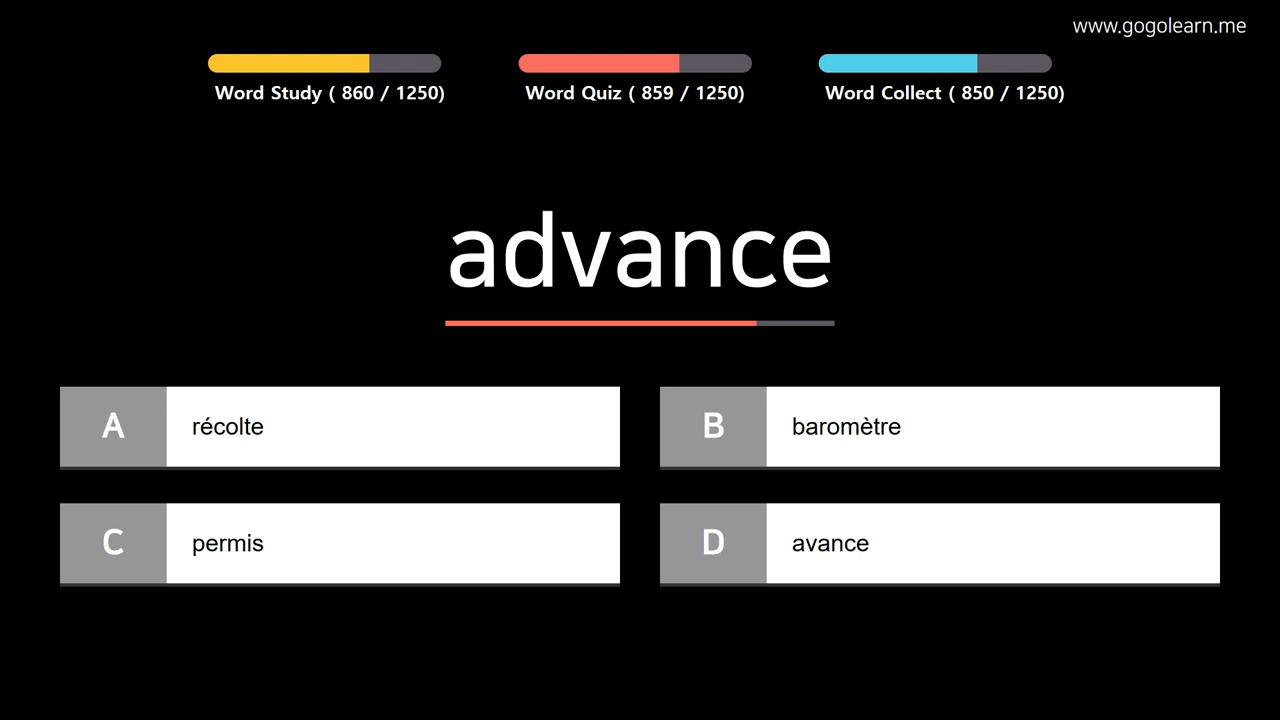 www.gogolearn.me
Word Study ( 860 / 1250)
Word Quiz ( 859 / 1250)
Word Collect ( 850 / 1250)
advance
A
récolte
B
baromètre
C
permis
D
avance